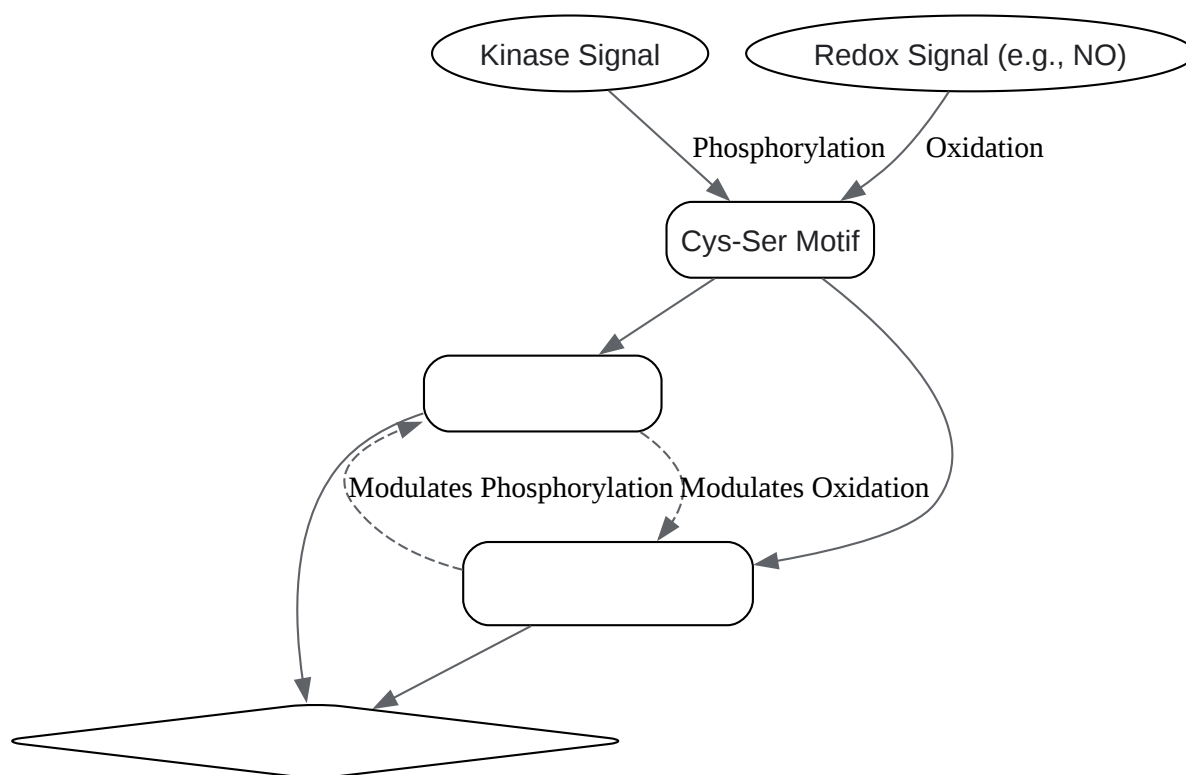 Kinase Signal
Redox Signal (e.g., NO)
Phosphorylation
Oxidation
Cys-Ser Motif
Modulates Phosphorylation
Modulates Oxidation